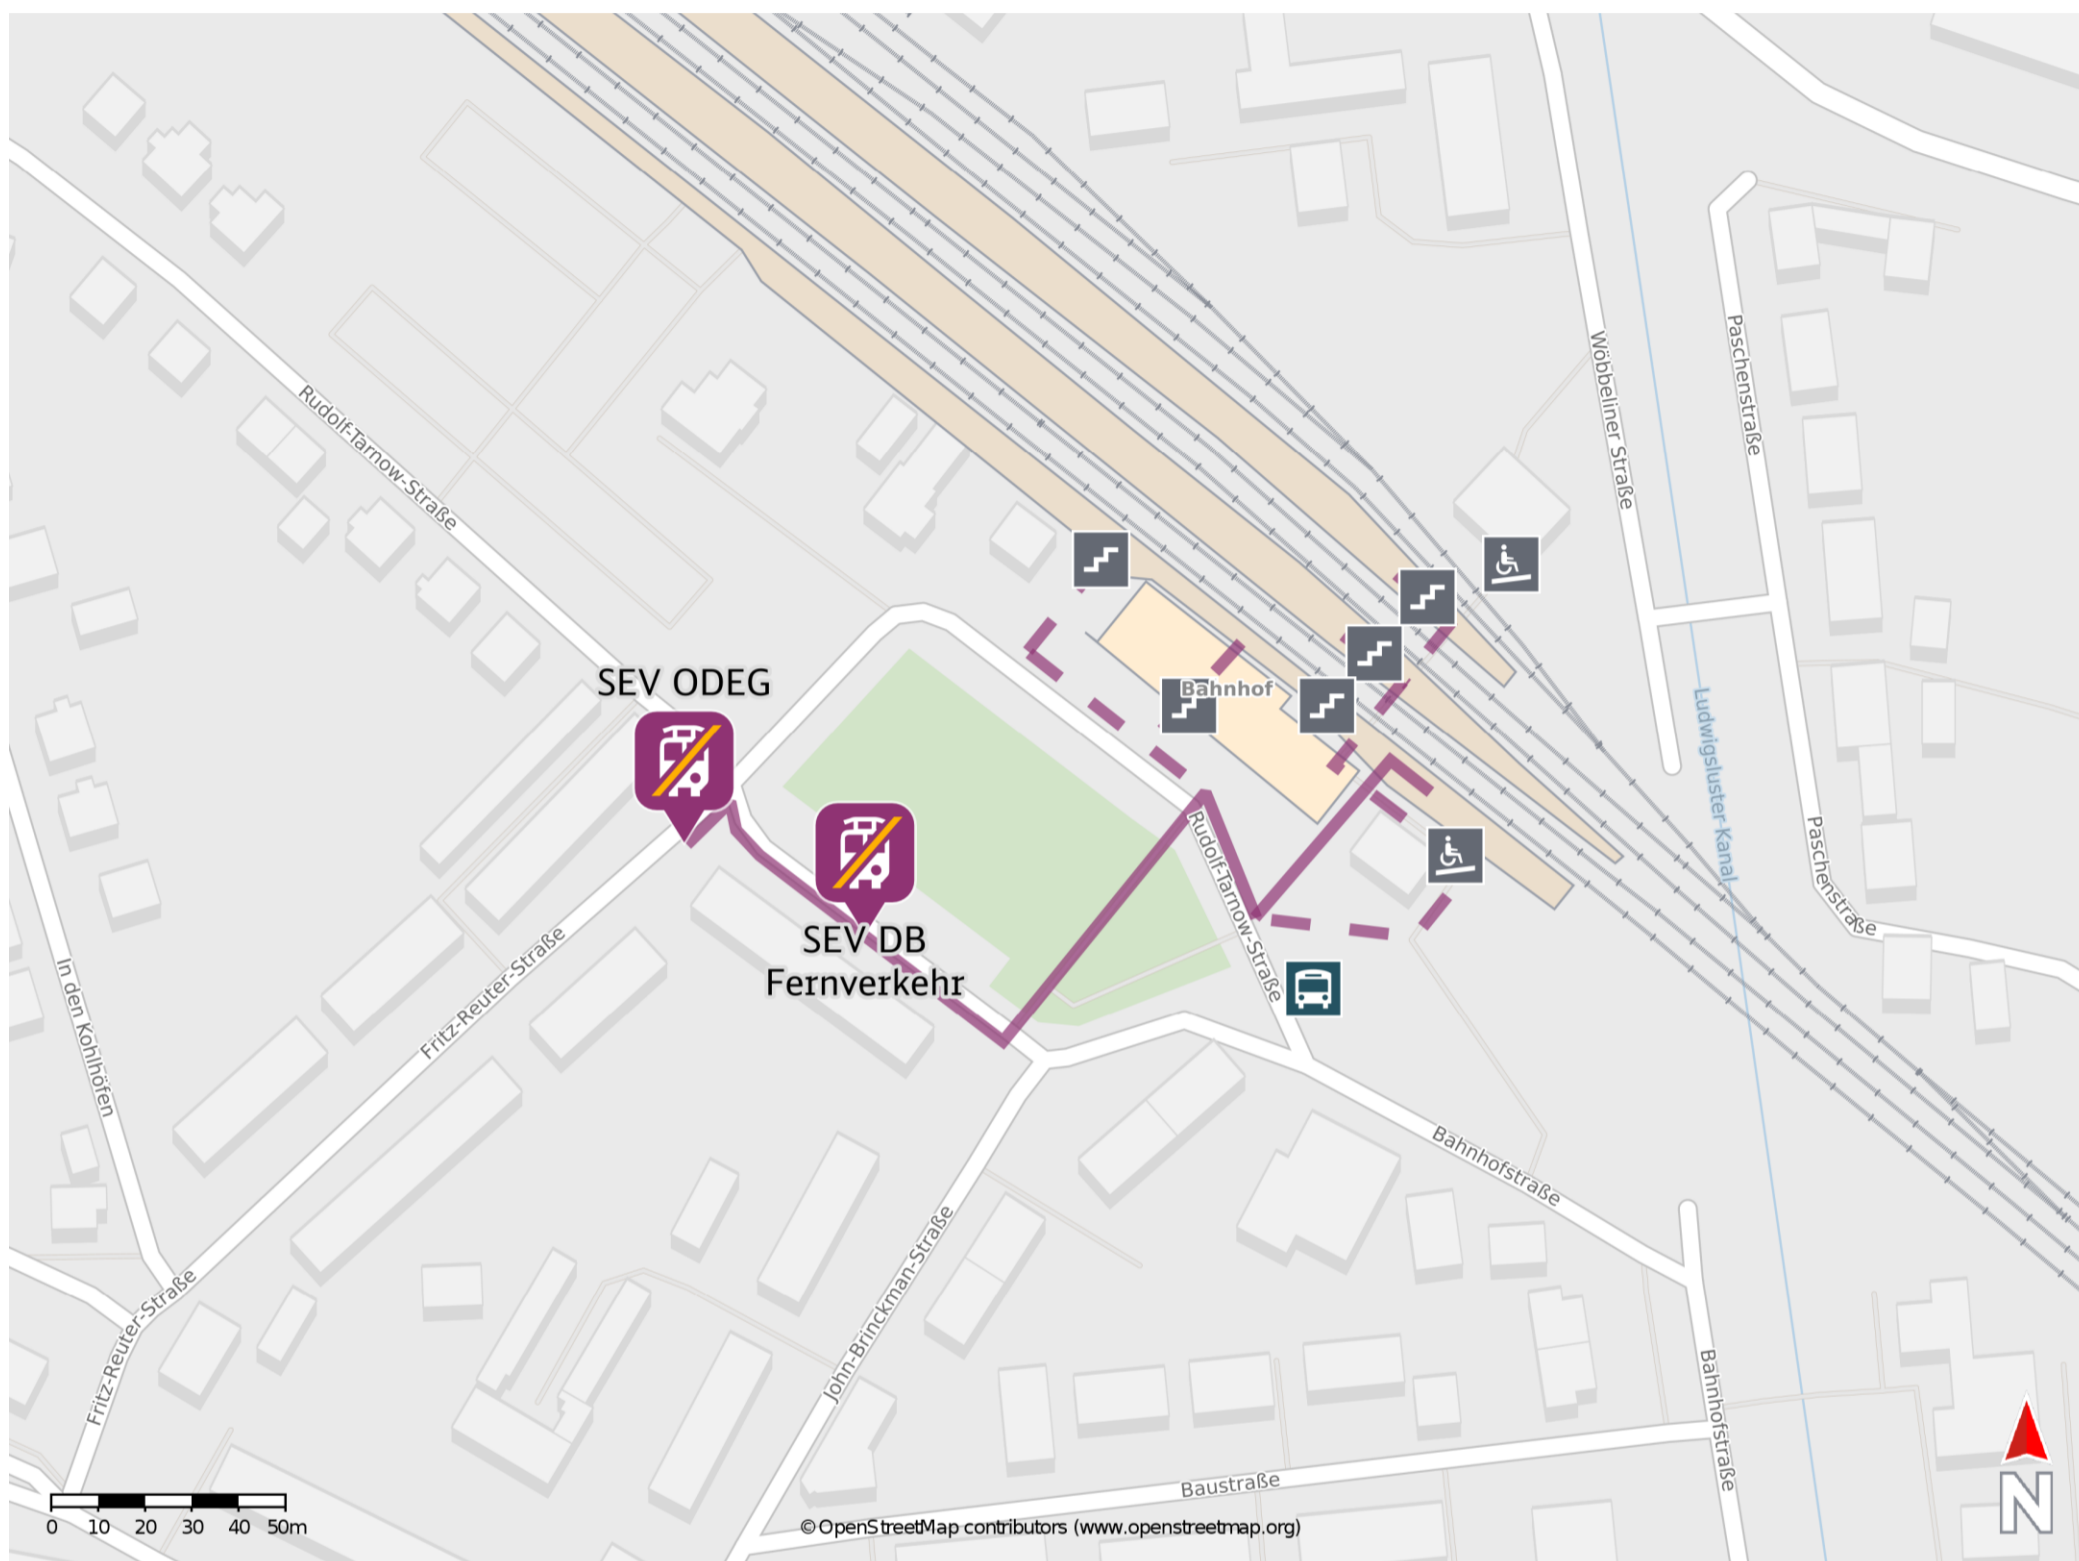 Rudolf-Tarnow-Straße
Wöbbeliner Straße
Paschenstraße
SEV ODEG
Bahnhof
Ludwigsluster Kanal
Rudolf-Tarnow-Straße
Paschenstraße
SEV DB
Fernverkehr
In den Kohlhöfen
Fritz-Reuter-Straße
Bahnhofstraße
John-Brinckman-Straße
Fritz-Reuter-Straße
Bahnhofstraße
Baustraße
0 10 20 30 40 50m
© OpenStreetMap contributors (www.openstreetmap.org)
N